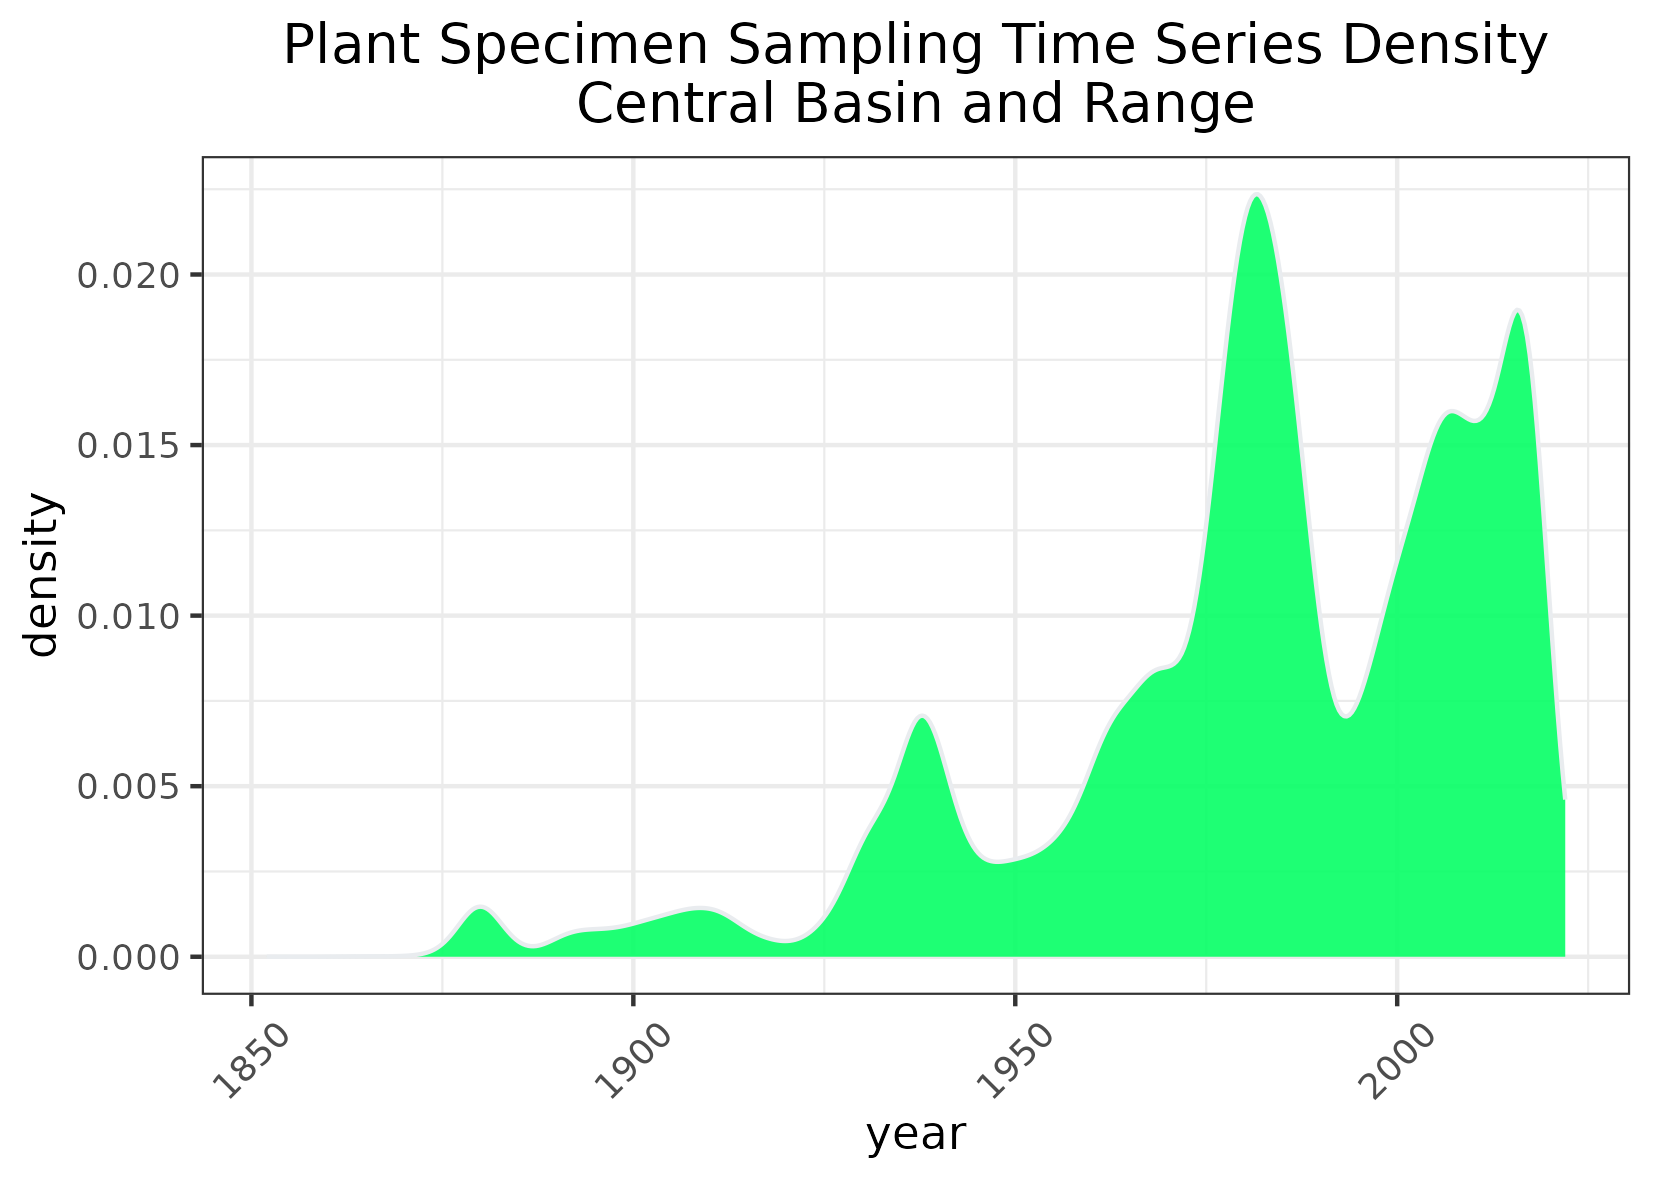 Plant Specimen Sampling Time Series Density
Central Basin and Range
density
0.020
0.015
0.010
0.005
0.000
1850
1900
1950
2000
year